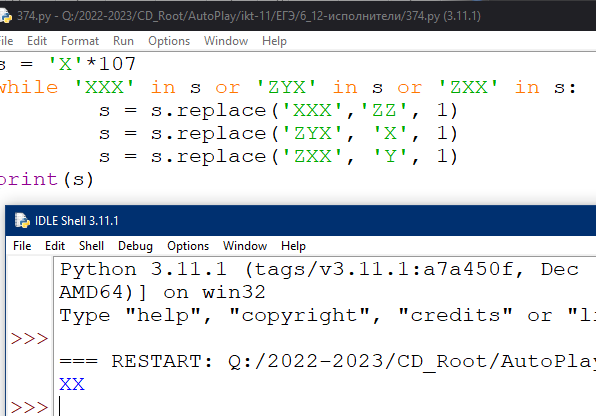 374.py - Q:/2022-2023/CD_Root/AutoPlay/ikt-11/ЕГЭ/6_12-исполнители/374.py (3.11.1)
File Edit Format Run Options Window Help
s = 'X'*107
while 'XXX' in s or 'ZYX' in s or 'ZXX' in s:
s = s.replace('XXX','ZZ', 1)
s = s.replace('ZYX', 'X', 1)
s = s.replace('ZXX', 'Y', 1)
print(s)
IDLE Shell 3.11.1
File Edit Shell Debug Options Window Help
Python 3.11.1 (tags/v3.11.1:a7a450f, Dec
AMD64)] on win32
Type "help", "copyright", "credits" or "li
>>>
=== RESTART: Q:/2022-2023/CD_Root/AutoPlay
XX
>>>